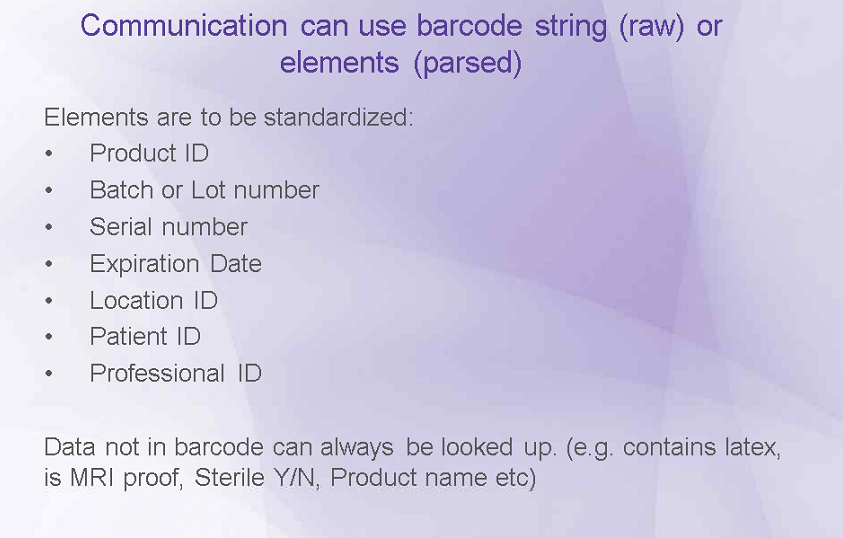 Communication can use barcode string (raw) or
elements (parsed)
Elements are to be standardized:
• Product ID
• Batch or Lot number
• Serial number
• Expiration Date
• Location ID
• Patient ID
• Professional ID
Data not in barcode can always be looked up. (e.g. contains latex,
is MRI proof, Sterile Y/N, Product name etc)